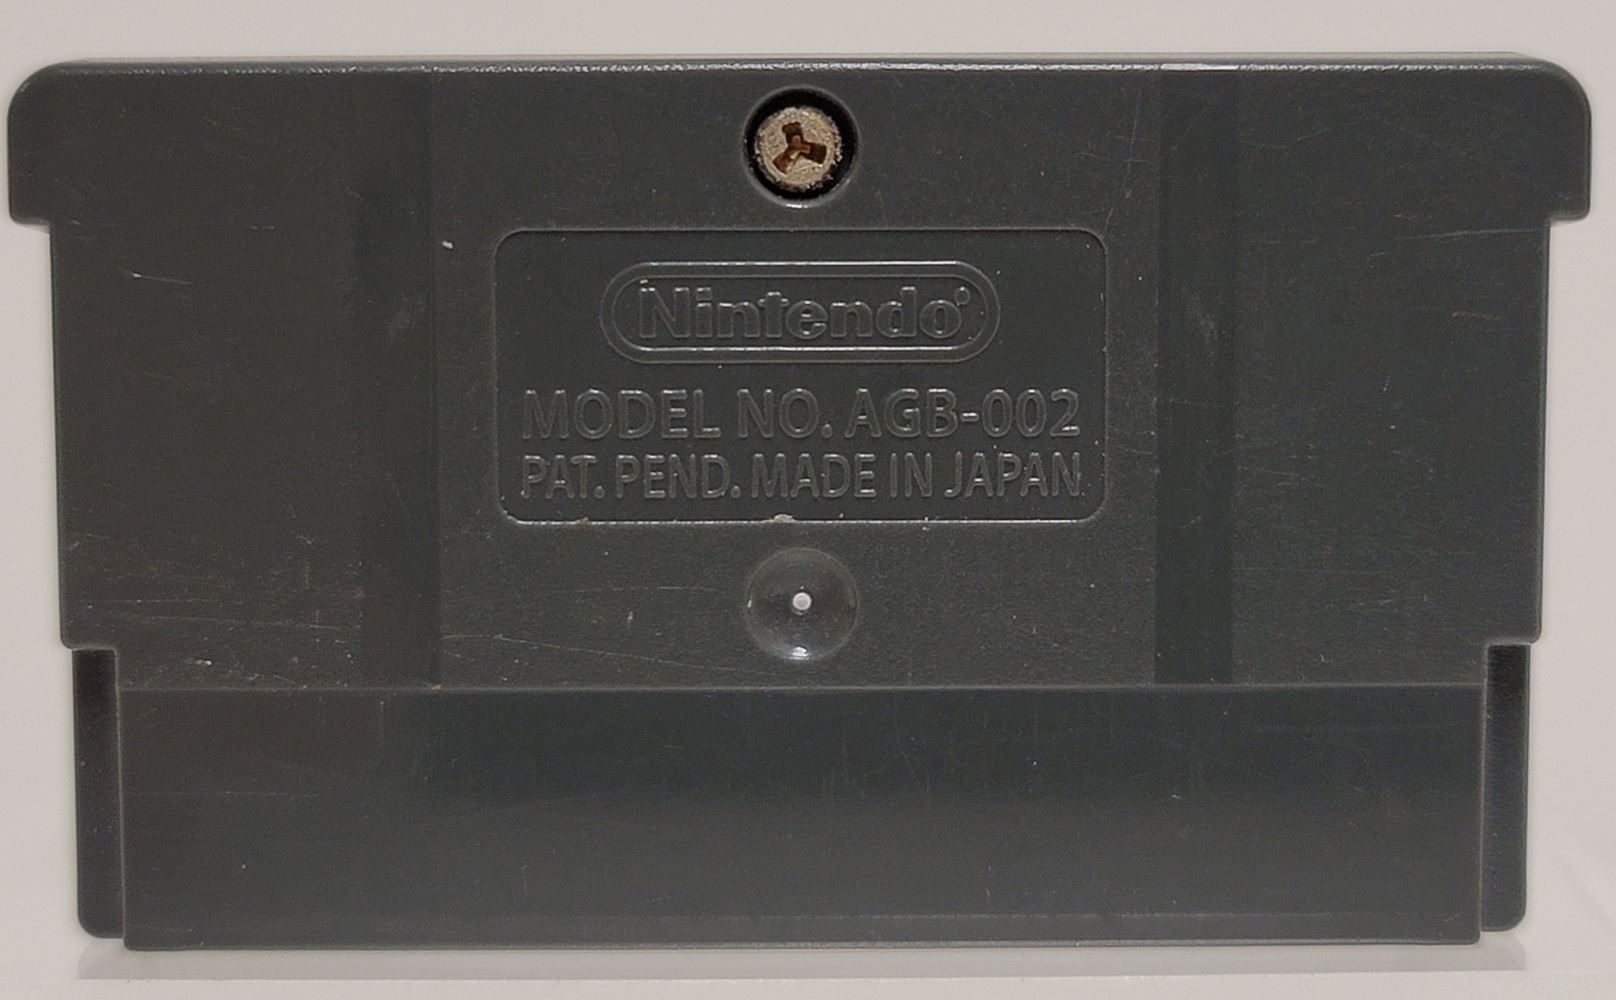 Nintendo®
MODEL NO. AGB-002
PAT. PEND. MADE IN JAPAN